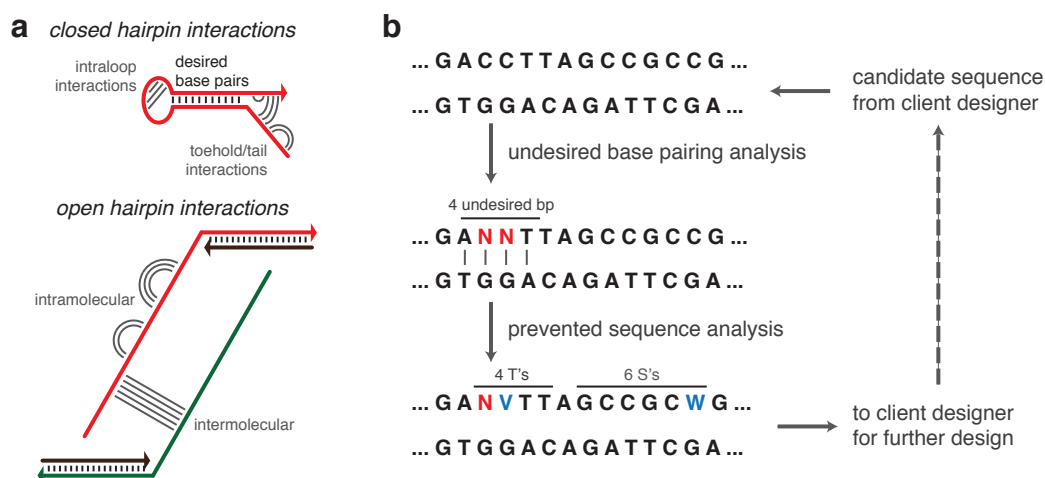 a
closed hairpin interactions
intraloop
interactions
desired
base pairs
toehold/tail
interactions
open hairpin interactions
intramolecular
intermolecular
b
... G A C C T T A G C C G C C G ...
... G T G G A C A G A T T C G A ...
candidate sequence
from client designer
undesired base pairing analysis
4 undesired bp
... G A N N T T A G C C G C C G ...
... G T G G A C A G A T T C G A ...
prevented sequence analysis
4 T's
6 S's
... G A N V T T A G C C G C W G ...
... G T G G A C A G A T T C G A ...
to client designer
for further design